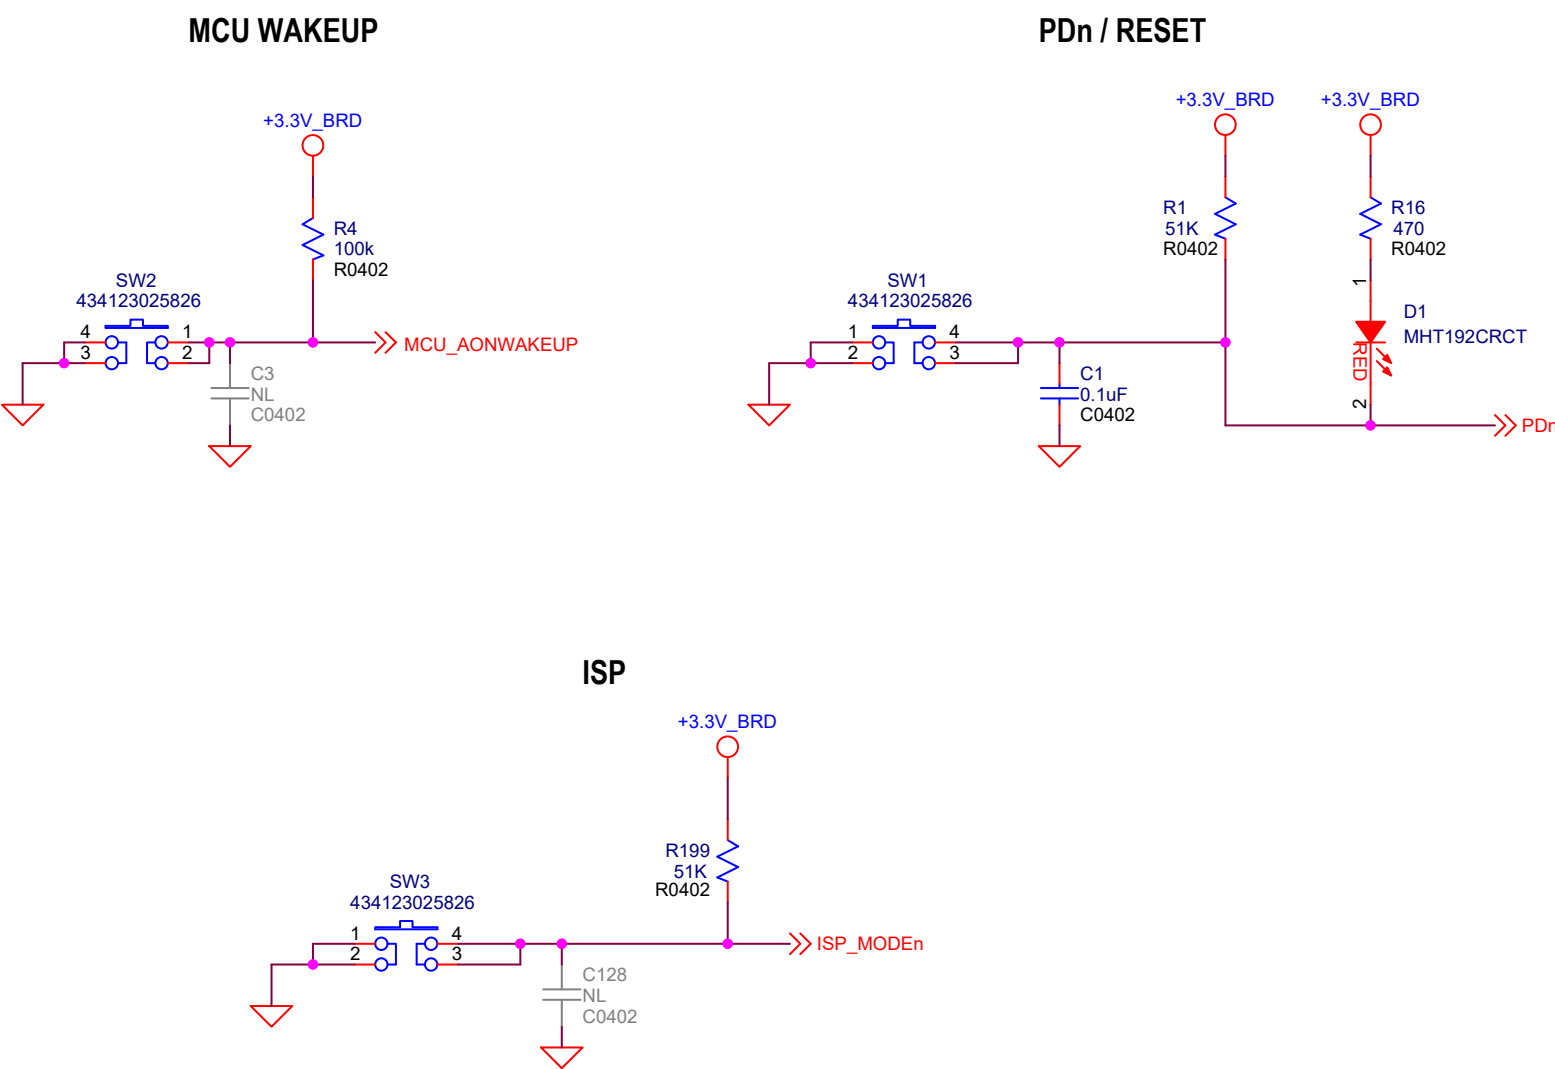 MCU WAKEUP
+3.3V_BRD
R4
100k
R0402
SW2
434123025826
4
3
1
2
MCU_AONWAKEUP
C3
NL
C0402
PDn / RESET
+3.3V_BRD
+3.3V_BRD
R1
51K
R0402
R16
470
R0402
SW1
434123025826
1
2
4
3
C1
0.1uF
C0402
1
D1
MHT192CRCT
RED
2
PDn
ISP
+3.3V_BRD
R199
51K
R0402
SW3
434123025826
1
2
4
3
ISP_MODEn
C128
NL
C0402